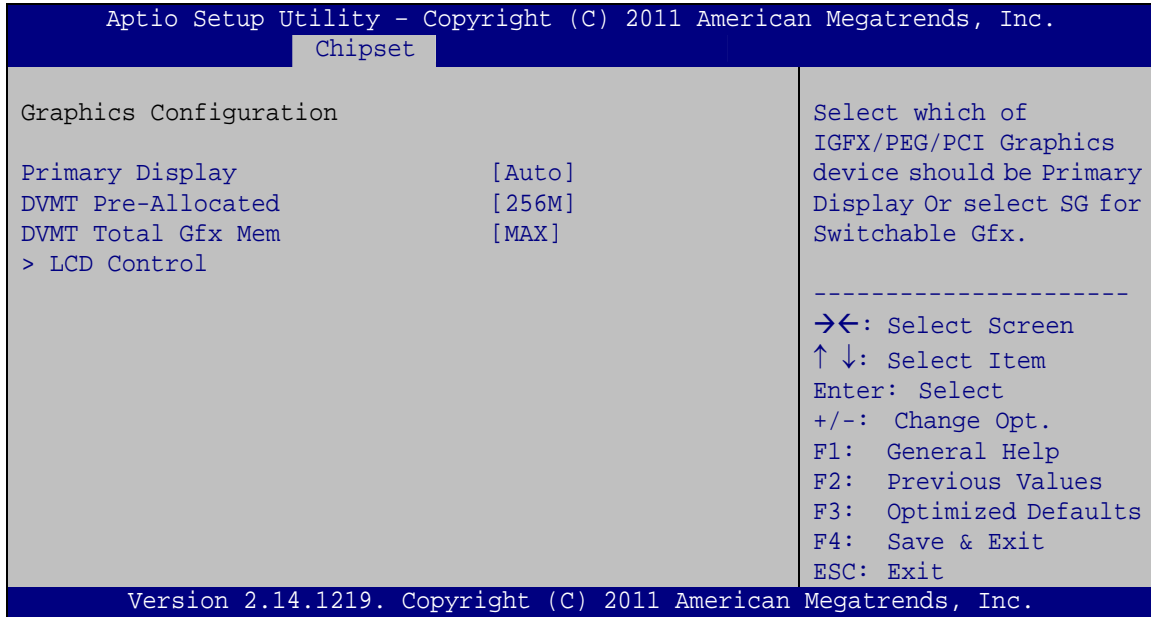 Aptio Setup Utility – Copyright (C) 2011 American Megatrends, Inc.
Chipset
Graphics Configuration
Primary Display [Auto]
DVMT Pre-Allocated [256M]
DVMT Total Gfx Mem [MAX]
> LCD Control
Select which of
IGFX/PEG/PCI Graphics
device should be Primary
Display Or select SG for
Switchable Gfx.
----------------------
→←: Select Screen
↑ ↓: Select Item
Enter: Select
+/-: Change Opt.
F1: General Help
F2: Previous Values
F3: Optimized Defaults
F4: Save & Exit
ESC: Exit
Version 2.14.1219. Copyright (C) 2011 American Megatrends, Inc.